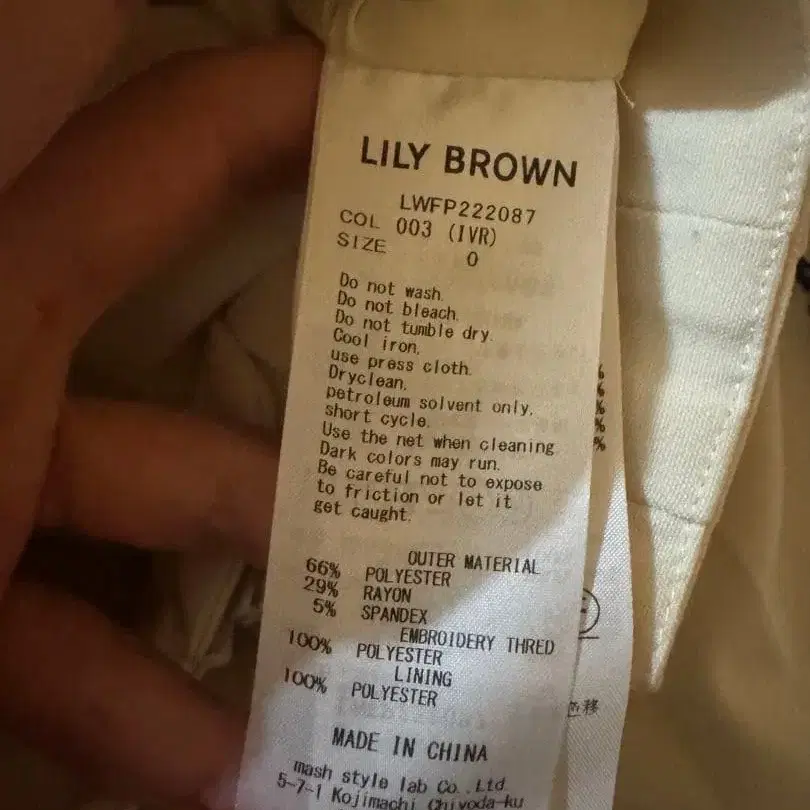 LILY BROWN
LWFP222087
COL 003 (IVR)
SIZE 0
Do not wash.
Do not bleach.
Do not tumble dry.
Cool iron,
use press cloth.
Dryclean,
petroleum solvent only,
short cycle.
Use the net when cleaning
Dark colors may run.
Be careful not to expose
to friction or let it
get caught.
OUTER MATERIAL
66% POLYESTER
29% RAYON
5% SPANDEX
EMBROIDERY THRED
100% POLYESTER
LINING
100% POLYESTER
MADE IN CHINA
mash style lab Co.,Ltd.
5-7-1 Kojimachi Chiyoda-ku
%
%
%
%
色移